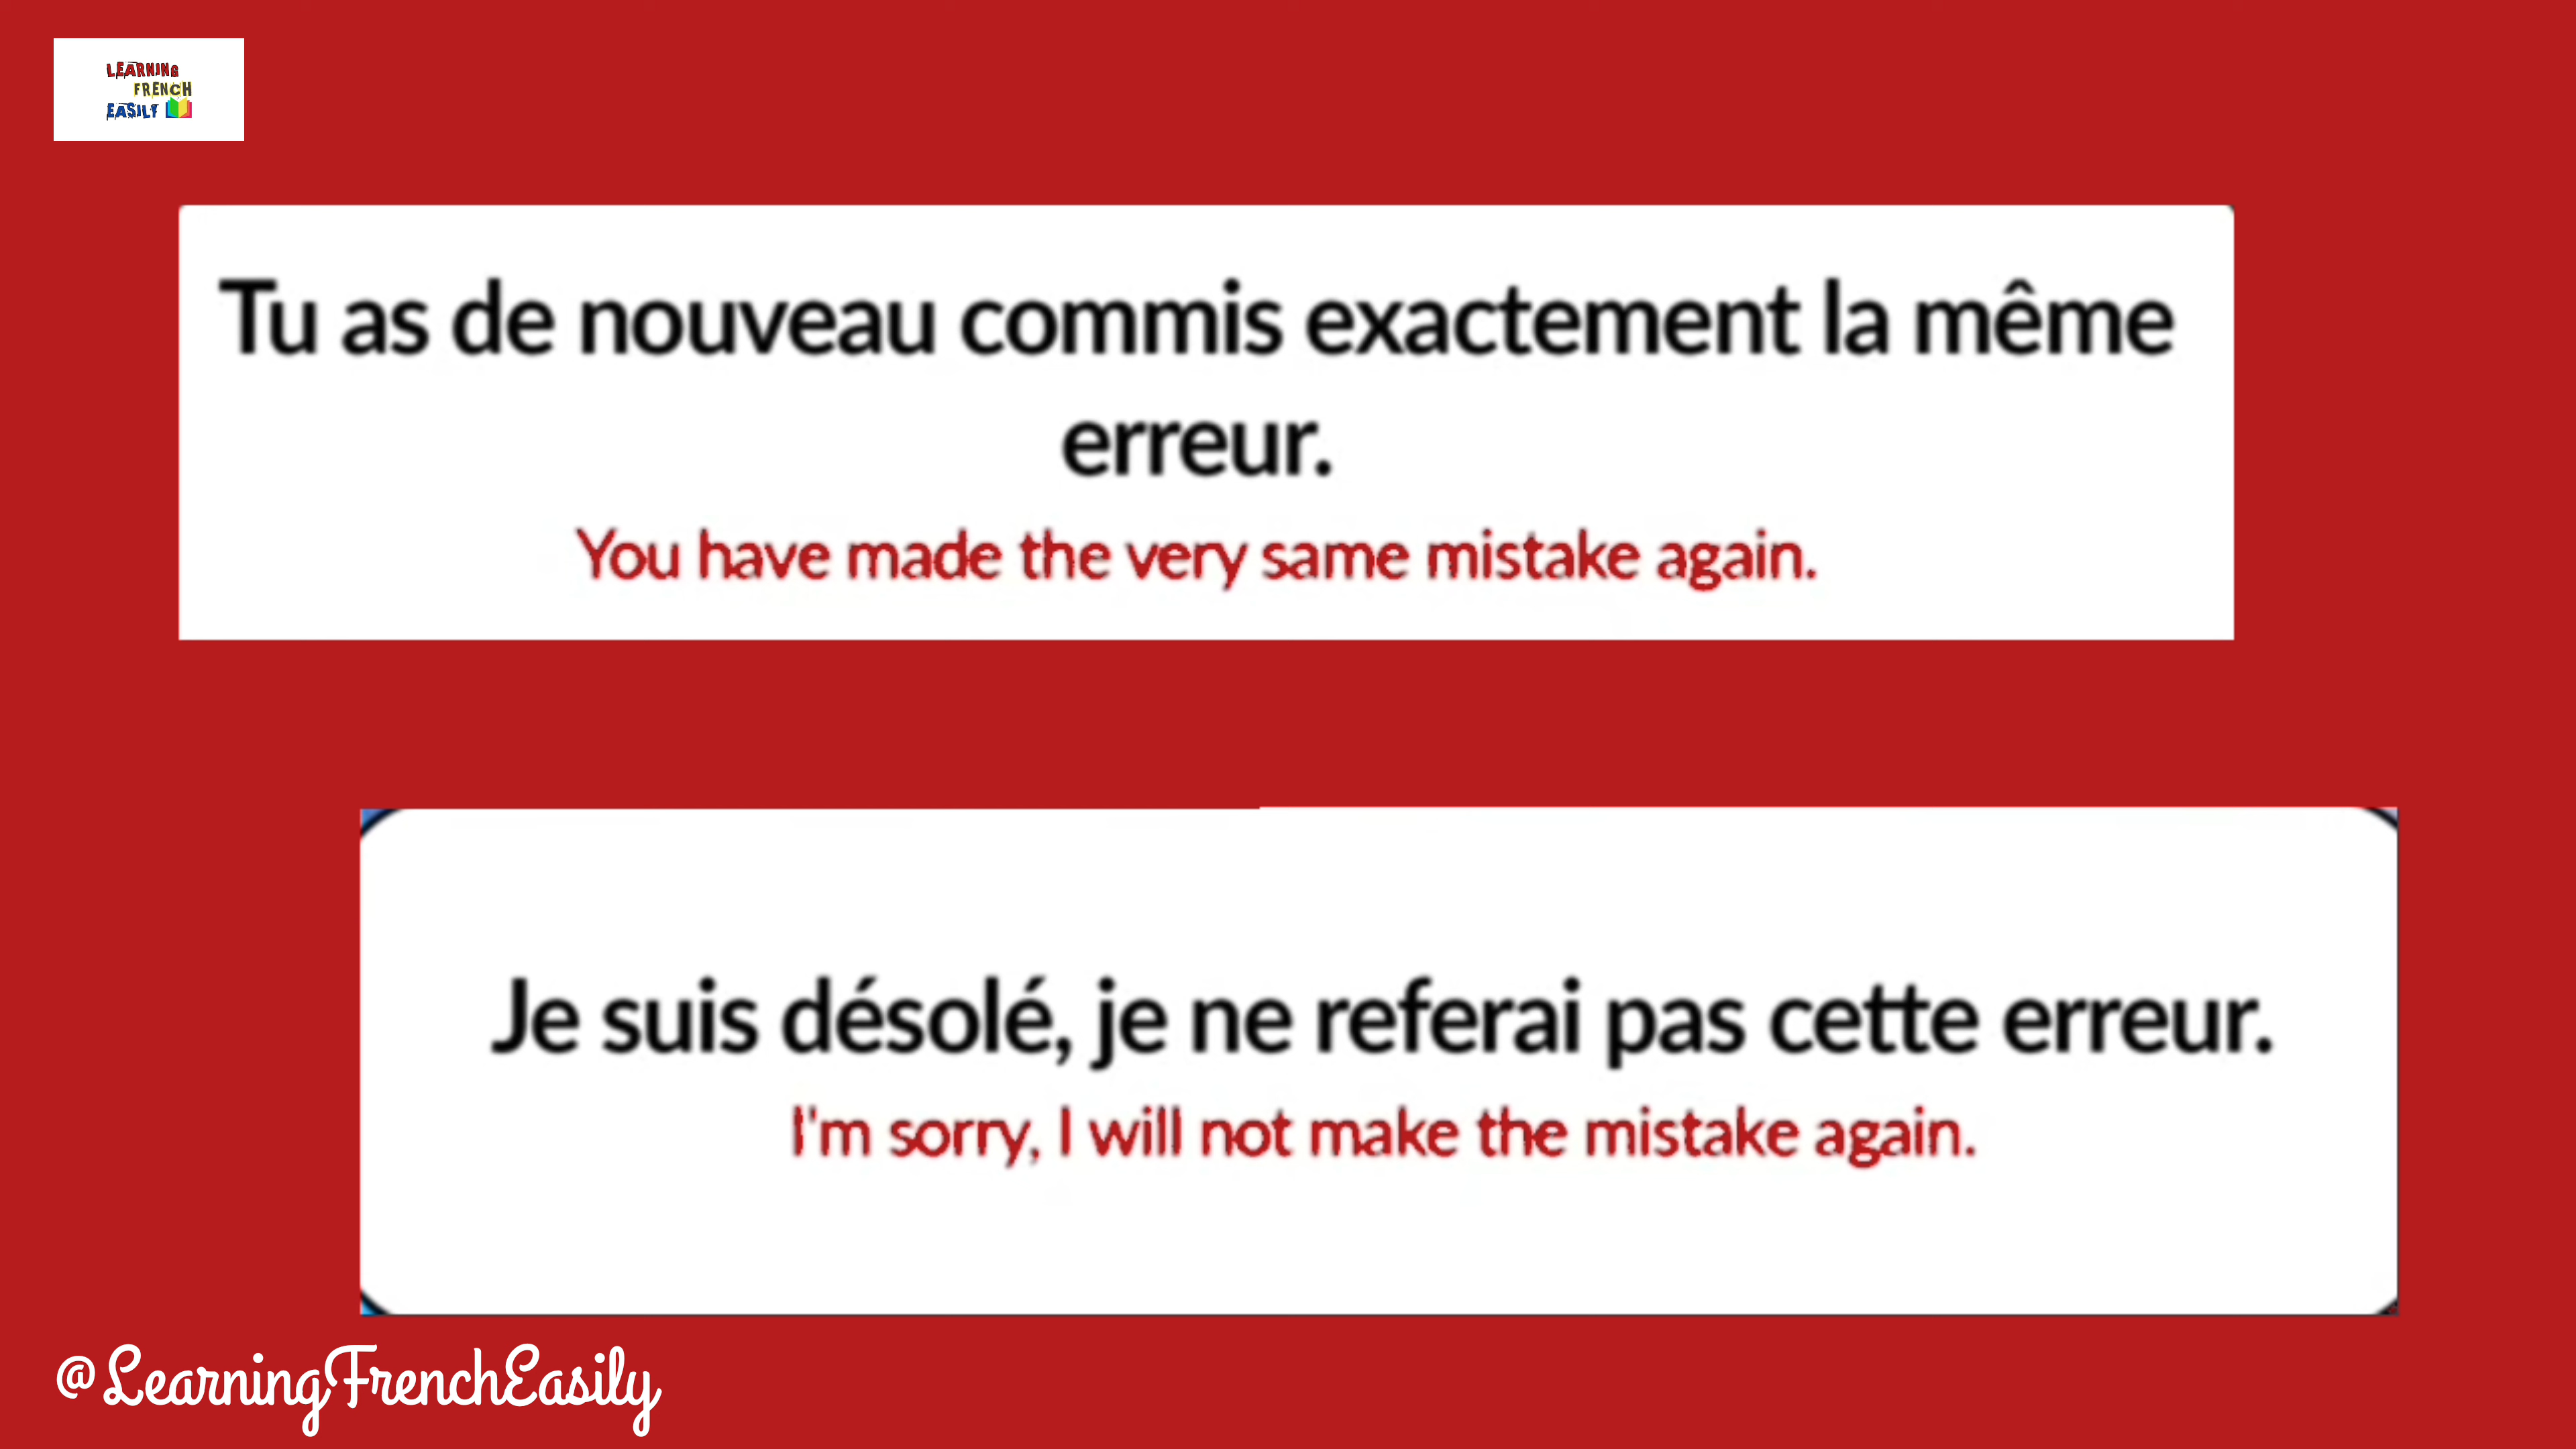 LEARNING
FRENCH
EASILY
Tu as de nouveau commis exactement la même
erreur.
You have made the very same mistake again.
Je suis désolé, je ne referai pas cette erreur.
I'm sorry, I will not make the mistake again.
@LearningFrenchEasily